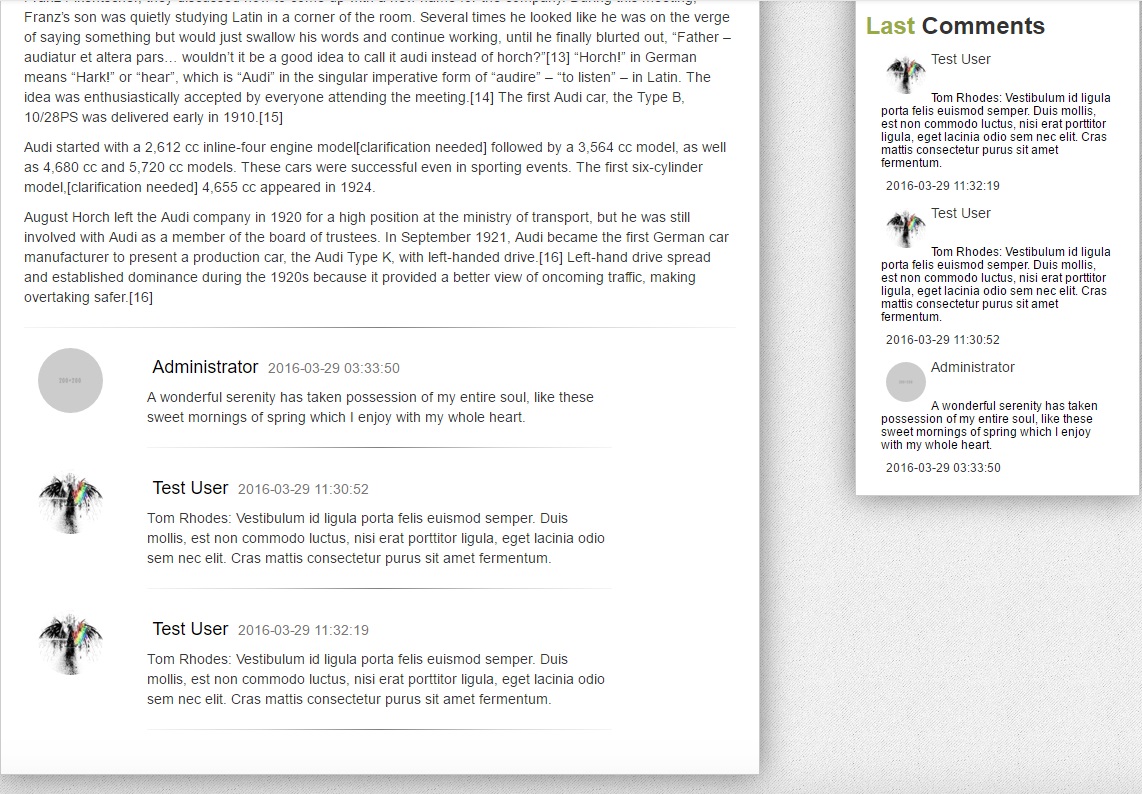 Franz's son was quietly studying Latin in a corner of the room. Several times he looked like he was on the verge
of saying something but would just swallow his words and continue working, until he finally blurted out, “Father –
audiatur et altera pars… wouldn't it be a good idea to call it audi instead of horch?”[13] “Horch!” in German
means “Hark!” or “hear”, which is “Audi” in the singular imperative form of “audire” – “to listen” – in Latin. The
idea was enthusiastically accepted by everyone attending the meeting.[14] The first Audi car, the Type B,
10/28PS was delivered early in 1910.[15]
Audi started with a 2,612 cc inline-four engine model[clarification needed] followed by a 3,564 cc model, as well
as 4,680 cc and 5,720 cc models. These cars were successful even in sporting events. The first six-cylinder
model,[clarification needed] 4,655 cc appeared in 1924.
August Horch left the Audi company in 1920 for a high position at the ministry of transport, but he was still
involved with Audi as a member of the board of trustees. In September 1921, Audi became the first German car
manufacturer to present a production car, the Audi Type K, with left-handed drive.[16] Left-hand drive spread
and established dominance during the 1920s because it provided a better view of oncoming traffic, making
overtaking safer.[16]
Administrator 2016-03-29 03:33:50
A wonderful serenity has taken possession of my entire soul, like these
sweet mornings of spring which I enjoy with my whole heart.
Test User 2016-03-29 11:30:52
Tom Rhodes: Vestibulum id ligula porta felis euismod semper. Duis
mollis, est non commodo luctus, nisi erat porttitor ligula, eget lacinia odio
sem nec elit. Cras mattis consectetur purus sit amet fermentum.
Test User 2016-03-29 11:32:19
Tom Rhodes: Vestibulum id ligula porta felis euismod semper. Duis
mollis, est non commodo luctus, nisi erat porttitor ligula, eget lacinia odio
sem nec elit. Cras mattis consectetur purus sit amet fermentum.
Last Comments
Test User
Tom Rhodes: Vestibulum id ligula
porta felis euismod semper. Duis mollis,
est non commodo luctus, nisi erat porttitor
ligula, eget lacinia odio sem nec elit. Cras
mattis consectetur purus sit amet
fermentum.
2016-03-29 11:32:19
Test User
Tom Rhodes: Vestibulum id ligula
porta felis euismod semper. Duis mollis,
est non commodo luctus, nisi erat porttitor
ligula, eget lacinia odio sem nec elit. Cras
mattis consectetur purus sit amet
fermentum.
2016-03-29 11:30:52
Administrator
A wonderful serenity has taken
possession of my entire soul, like these
sweet mornings of spring which I enjoy
with my whole heart.
2016-03-29 03:33:50